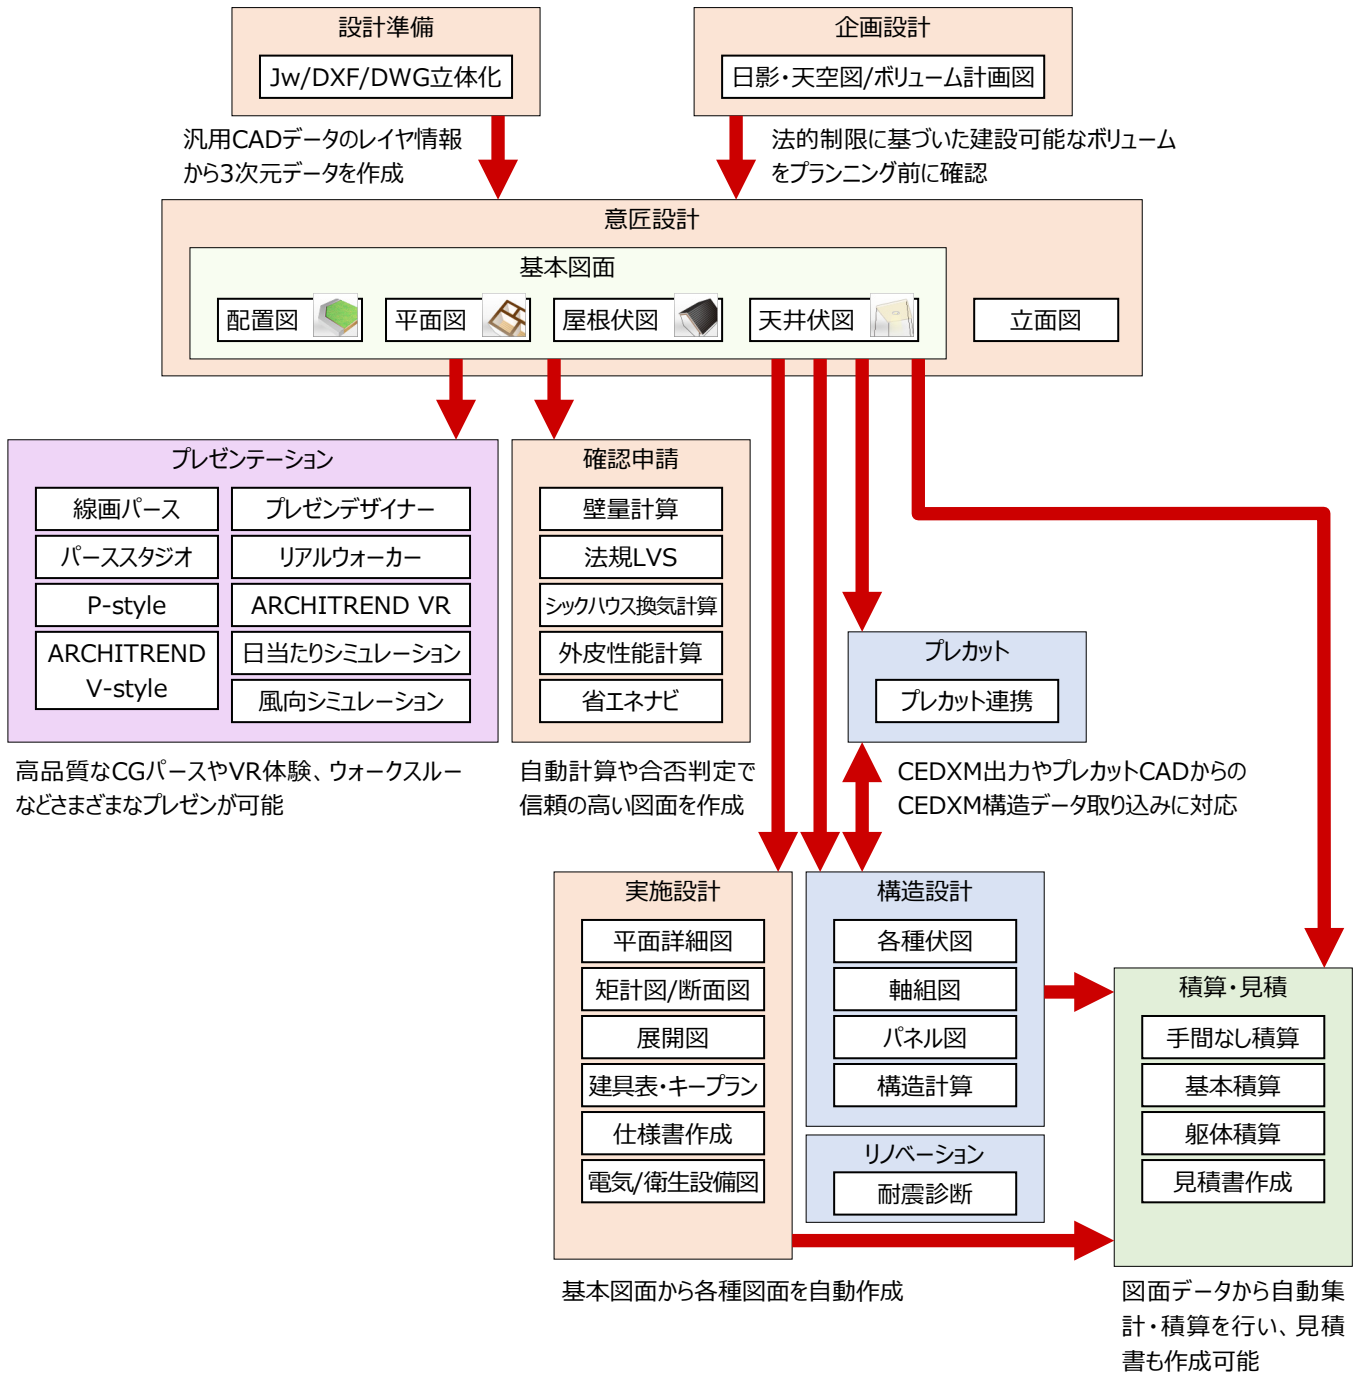 設計準備
Jw/DXF/DWG立体化
企画設計
日影・天空図/ボリューム計画図
汎用CADデータのレイヤ情報
から3次元データを作成
法的制限に基づいた建設可能なボリューム
をプランニング前に確認
意匠設計
基本図面
配置図
平面図
屋根伏図
天井伏図
立面図
プレゼンテーション
線画パース
プレゼンデザイナー
パーススタジオ
リアルウォーカー
P-style
ARCHITREND VR
ARCHITREND
V-style
日当たりシミュレーション
風向シミュレーション
高品質なCGパースやVR体験、ウォークスルー
などさまざまなプレゼンが可能
確認申請
壁量計算
法規LVS
シックハウス換気計算
外皮性能計算
省エネナビ
自動計算や合否判定で
信頼の高い図面を作成
プレカット
プレカット連携
CEDXM出力やプレカットCADからの
CEDXM構造データ取り込みに対応
実施設計
平面詳細図
矩計図/断面図
展開図
建具表・キープラン
仕様書作成
電気/衛生設備図
基本図面から各種図面を自動作成
構造設計
各種伏図
軸組図
パネル図
構造計算
リノベーション
耐震診断
積算・見積
手間なし積算
基本積算
躯体積算
見積書作成
図面データから自動集
計・積算を行い、見積
書も作成可能